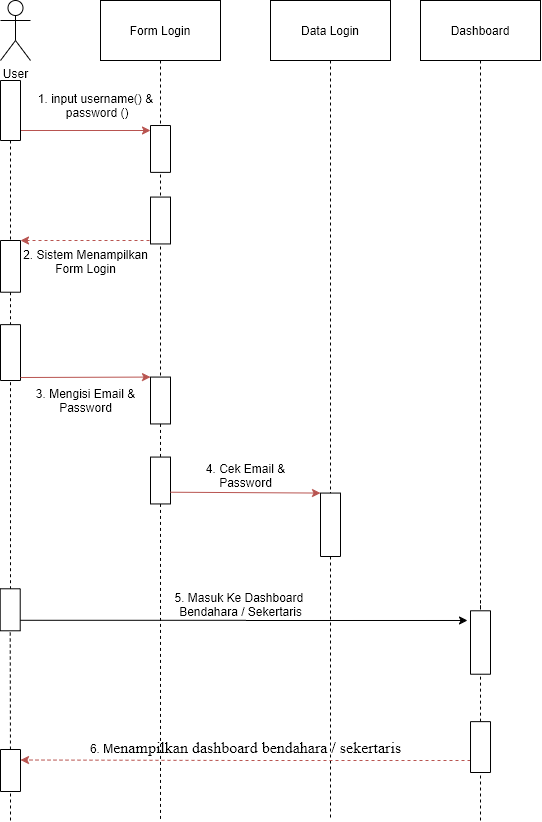 Form Login
Data Login
Dashboard
User
1. input username() &
password ()
2. Sistem Menampilkan
Form Login
3. Mengisi Email &
Password
4. Cek Email &
Password
5. Masuk Ke Dashboard
Bendahara / Sekertaris
6. Menampilkan dashboard bendahara / sekertaris